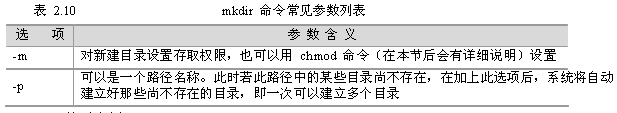 表 2.10 mkdir 命令常见参数列表
选 项 参 数 含 义
-m 对新建目录设置存取权限，也可以用 chmod 命令（在本节后会有详细说明）设置
-p 可以是一个路径名称。此时若此路径中的某些目录尚不存在，在加上此选项后，系统将自动
建立好那些尚不存在的目录，即一次可以建立多个目录